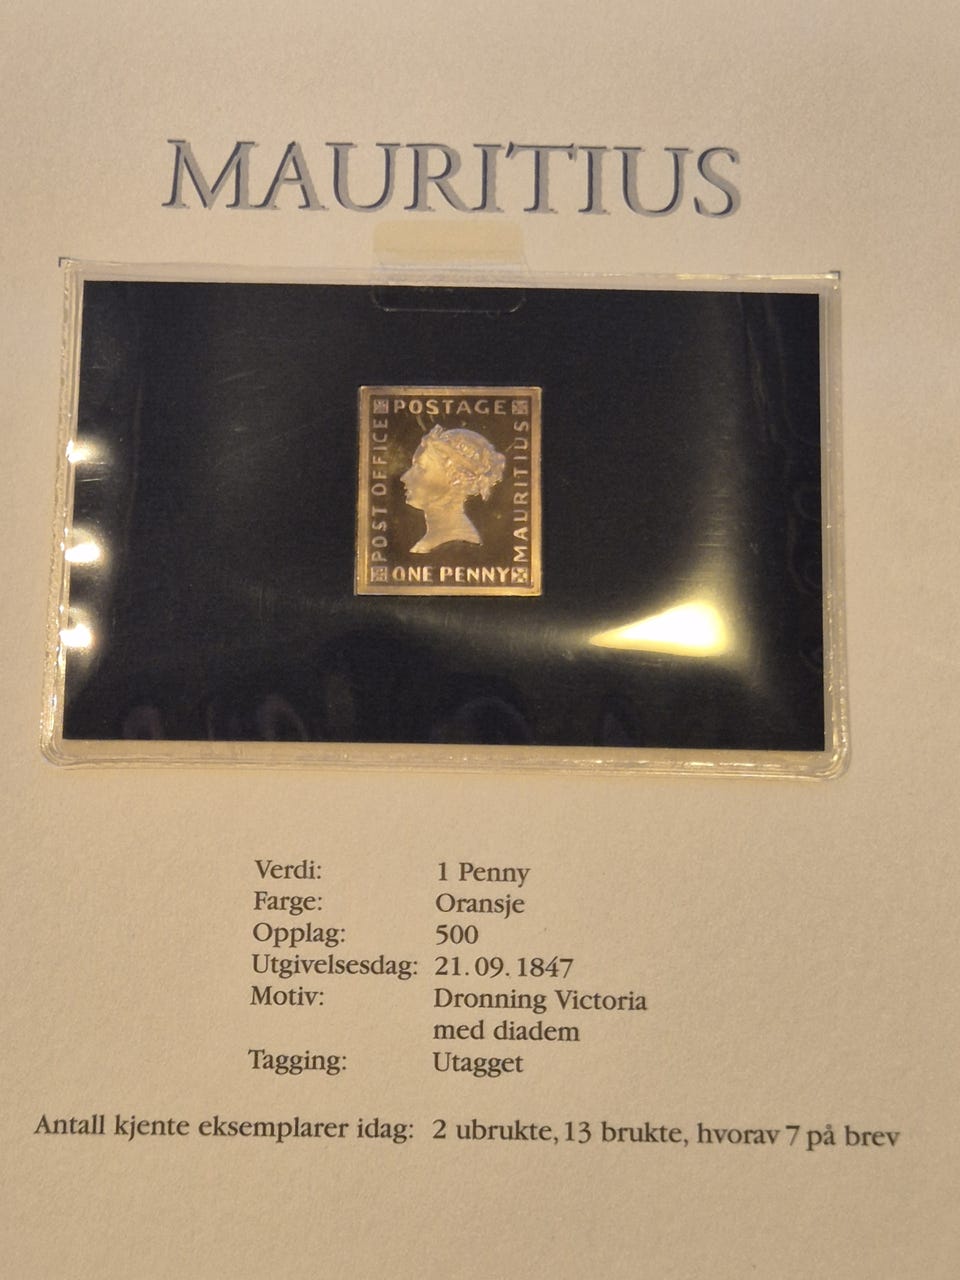 MAURITIUS
POSTAGE
POST OFFICE
MAURITIUS
ONE PENNY
Verdi: 1 Penny
Farge: Oransje
Opplag: 500
Utgivelsesdag: 21.09.1847
Motiv: Dronning Victoria
med diadem
Tagging: Utagget
Antall kjente eksemplarer idag: 2 ubrukte, 13 brukte, hvorav 7 på brev